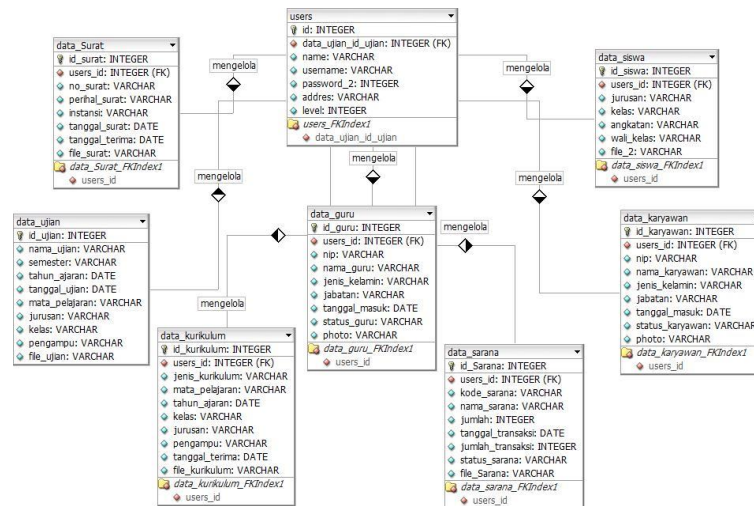 users
id: INTEGER
data_ujian_id_ujian: INTEGER (FK)
name: VARCHAR
username: VARCHAR
password_2: INTEGER
addres: VARCHAR
level: INTEGER
users_FKIndex1
data_ujian_id_ujian
data_Surat
id_surat: INTEGER
users_id: INTEGER (FK)
no_surat: VARCHAR
perihal_surat: VARCHAR
instansi: VARCHAR
tanggal_surat: DATE
tanggal_terima: DATE
file_surat: VARCHAR
data_Surat_FKIndex1
users_id
mengelola
mengelola
data_siswa
id_siswa: INTEGER
users_id: INTEGER (FK)
jurusan: VARCHAR
kelas: VARCHAR
angkatan: VARCHAR
wali_kelas: VARCHAR
file_2: VARCHAR
data_siswa_FKIndex1
users_id
mengelola
mengelola
mengelola
data_ujian
id_ujian: INTEGER
nama_ujian: VARCHAR
semester: VARCHAR
tahun_ajaran: DATE
tanggal_ujian: DATE
mata_pelajaran: VARCHAR
jurusan: VARCHAR
kelas: VARCHAR
pengampu: VARCHAR
file_ujian: VARCHAR
data_guru
id_guru: INTEGER
users_id: INTEGER (FK)
nip: VARCHAR
nama_guru: VARCHAR
jenis_kelamin: VARCHAR
jabatan: VARCHAR
tanggal_masuk: DATE
status_guru: VARCHAR
photo: VARCHAR
data_guru_FKIndex1
users_id
mengelola
data_karyawan
id_karyawan: INTEGER
users_id: INTEGER (FK)
nip: VARCHAR
nama_karyawan: VARCHAR
jenis_kelamin: VARCHAR
jabatan: VARCHAR
tanggal_masuk: DATE
status_karyawan: VARCHAR
photo: VARCHAR
data_karyawan_FKIndex1
users_id
mengelola
data_kurikulum
id_kurikulum: INTEGER
users_id: INTEGER (FK)
jenis_kurikulum: VARCHAR
mata_pelajaran: VARCHAR
tahun_ajaran: DATE
kelas: VARCHAR
jurusan: VARCHAR
pengampu: VARCHAR
tanggal_terima: DATE
file_kurikulum: VARCHAR
data_kurikulum_FKIndex1
users_id
data_sarana
id_Sarana: INTEGER
users_id: INTEGER (FK)
kode_sarana: VARCHAR
nama_sarana: VARCHAR
jumlah: INTEGER
tanggal_transaksi: DATE
jumlah_transaksi: INTEGER
status_sarana: VARCHAR
file_Sarana: VARCHAR
data_sarana_FKIndex1
users_id